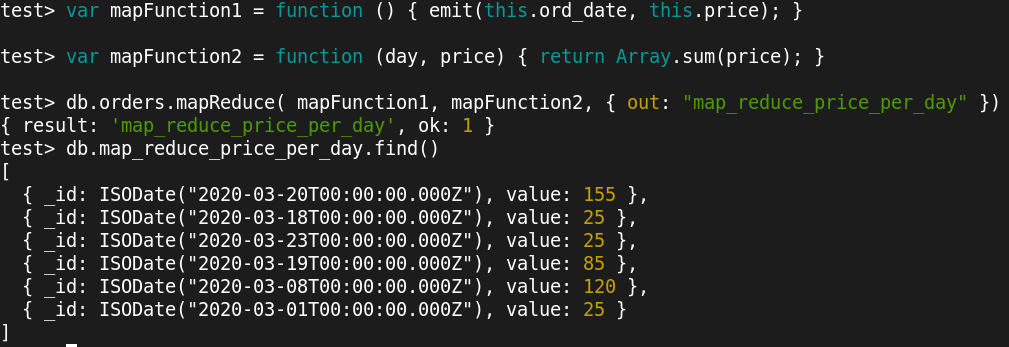 test> var mapFunction1 = function () { emit(this.ord_date, this.price); }
test> var mapFunction2 = function (day, price) { return Array.sum(price); }
test> db.orders.mapReduce( mapFunction1, mapFunction2, { out: "map_reduce_price_per_day" })
{ result: 'map_reduce_price_per_day', ok: 1 }
test> db.map_reduce_price_per_day.find()
[
  { _id: ISODate("2020-03-20T00:00:00.000Z"), value: 155 },
  { _id: ISODate("2020-03-18T00:00:00.000Z"), value: 25 },
  { _id: ISODate("2020-03-23T00:00:00.000Z"), value: 25 },
  { _id: ISODate("2020-03-19T00:00:00.000Z"), value: 85 },
  { _id: ISODate("2020-03-08T00:00:00.000Z"), value: 120 },
  { _id: ISODate("2020-03-01T00:00:00.000Z"), value: 25 }
]